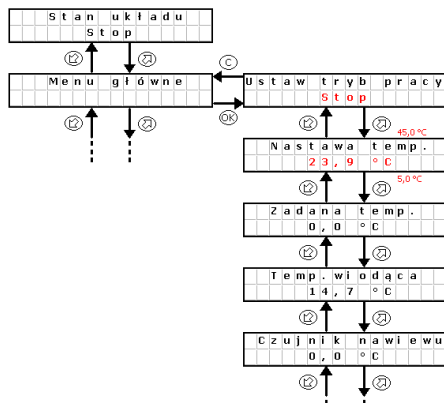 Stan układu
Stop
C
Menu główne
Ustaw tryb pracy
Stop
OK
45,0 °C
Nastawa temp.
23,9 °C
5,0 °C
Zadana temp.
0,0 °C
Temp.wiodąca
14,7 °C
Czujnik nawiewu
0,0 °C